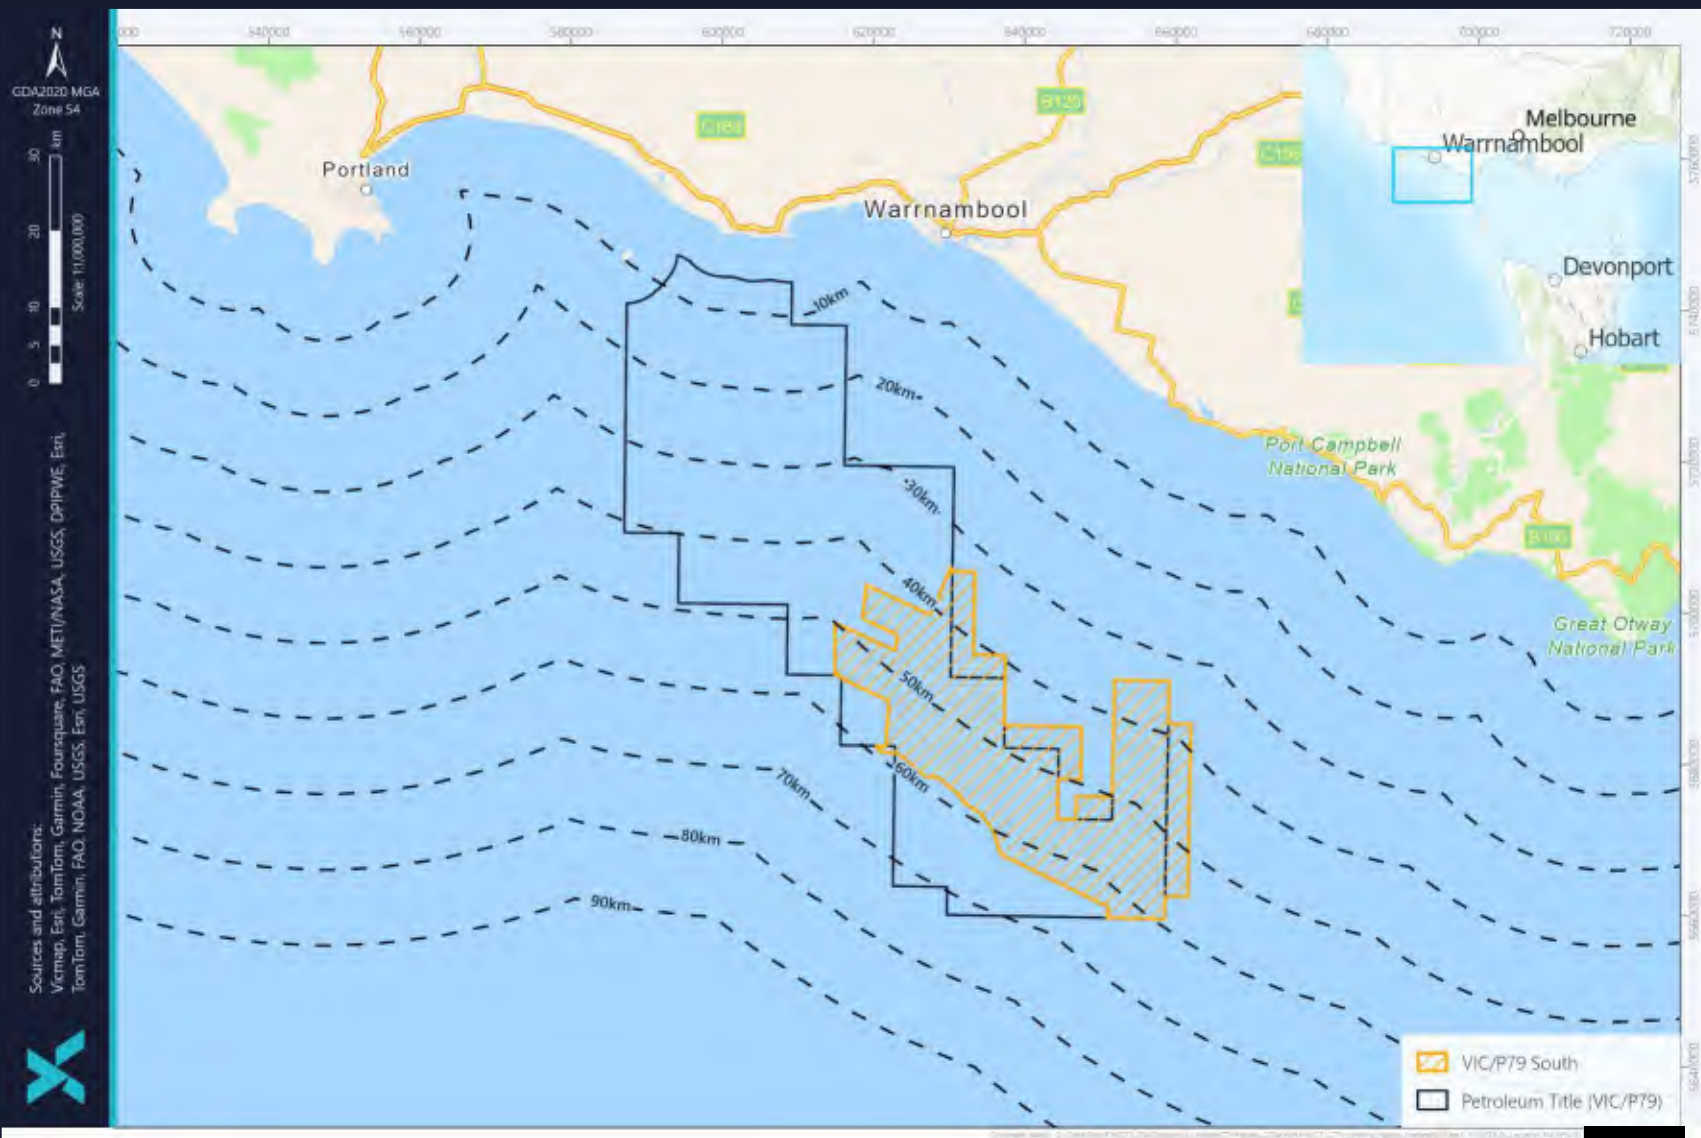 N
GDA2020 MGA
Zone 54
30
km
20
10
5
0
Scale: 1:1,000,000
Sources and attributions:
Vicmap, Esri, TomTom, Garmin, Foursquare, FAO, METI/NASA, USGS, DPIPWE, Esri,
TomTom, Garmin, FAO, NOAA, USGS, Esri, USGS
000
540000
560000
580000
600000
620000
640000
660000
680000
700000
720000
Portland
Warrnambool
B120
Melbourne
Warrnambool
Devonport
Hobart
Port Campbell
National Park
B100
Great Otway
National Park
10km
20km
30km
40km
50km
60km
70km
80km
90km
VIC/P79 South
Petroleum Title (VIC/P79)